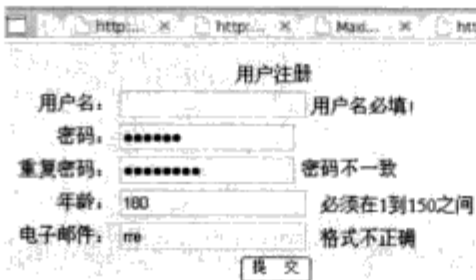 http:... http:... Maxi... htt
用户注册
用户名： 用户名必填!
密码： ●●●●●●
重复密码： ●●●●●●●● 密码不一致
年龄： 160 必须在1到150之间
电子邮件： me 格式不正确
提 交